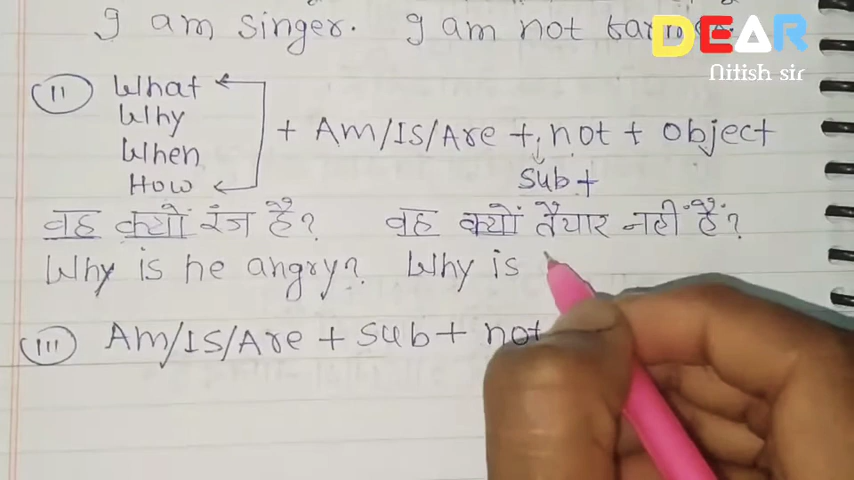 I am singer. I am not
DEAR
Nitish sir
II What
Why
When
How
+ Am/Is/Are + not + object
sub +
वह क्यों रंज है? वह क्यों तैयार नहीं है?
Why is he angry? Why is
III Am/Is/Are + sub + not